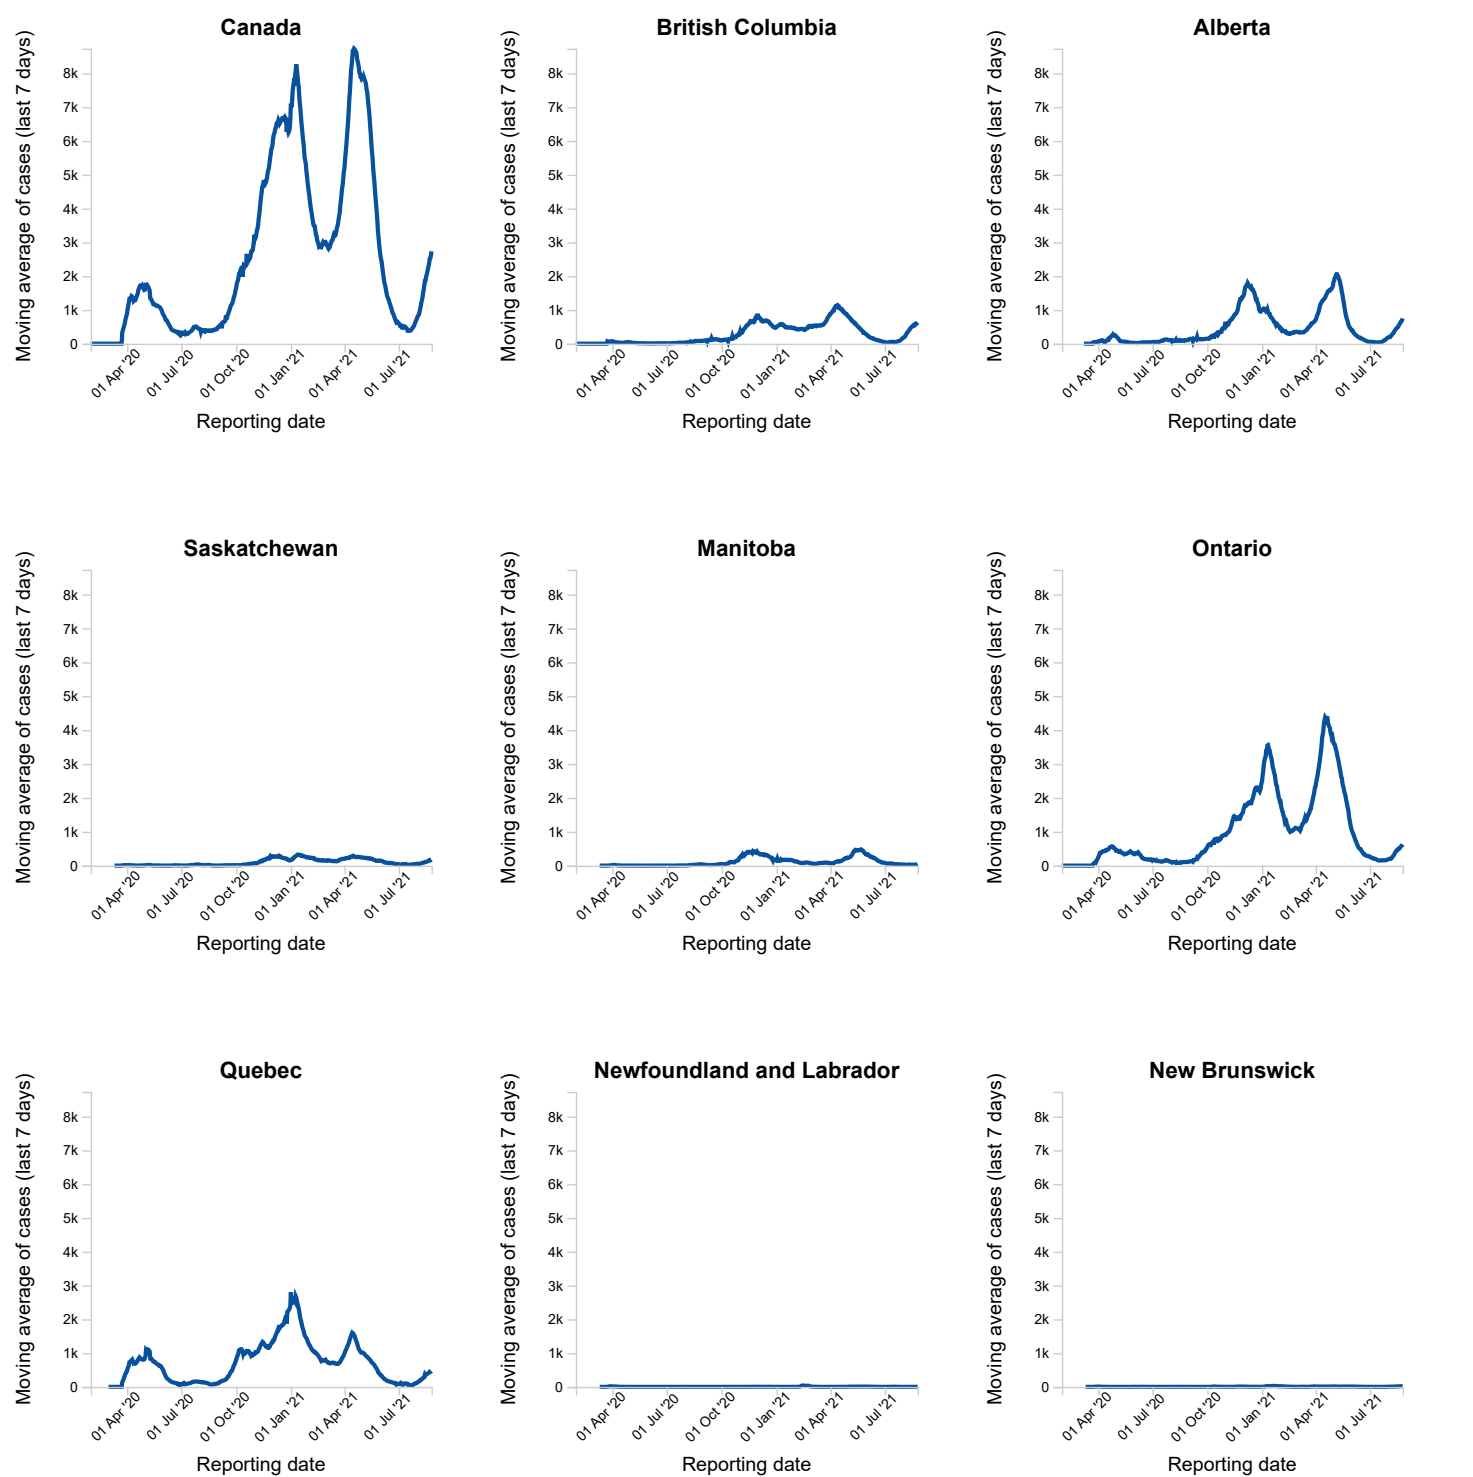 Canada
Moving average of cases (last 7 days)
8k
7k
6k
5k
4k
3k
2k
1k
0
01 Apr '20
01 Jul '20
01 Oct '20
01 Jan '21
01 Apr '21
01 Jul '21
Reporting date
British Columbia
Moving average of cases (last 7 days)
8k
7k
6k
5k
4k
3k
2k
1k
0
01 Apr '20
01 Jul '20
01 Oct '20
01 Jan '21
01 Apr '21
01 Jul '21
Reporting date
Alberta
Moving average of cases (last 7 days)
8k
7k
6k
5k
4k
3k
2k
1k
0
01 Apr '20
01 Jul '20
01 Oct '20
01 Jan '21
01 Apr '21
01 Jul '21
Reporting date
Saskatchewan
Moving average of cases (last 7 days)
8k
7k
6k
5k
4k
3k
2k
1k
0
01 Apr '20
01 Jul '20
01 Oct '20
01 Jan '21
01 Apr '21
01 Jul '21
Reporting date
Manitoba
Moving average of cases (last 7 days)
8k
7k
6k
5k
4k
3k
2k
1k
0
01 Apr '20
01 Jul '20
01 Oct '20
01 Jan '21
01 Apr '21
01 Jul '21
Reporting date
Ontario
Moving average of cases (last 7 days)
8k
7k
6k
5k
4k
3k
2k
1k
0
01 Apr '20
01 Jul '20
01 Oct '20
01 Jan '21
01 Apr '21
01 Jul '21
Reporting date
Quebec
Moving average of cases (last 7 days)
8k
7k
6k
5k
4k
3k
2k
1k
0
01 Apr '20
01 Jul '20
01 Oct '20
01 Jan '21
01 Apr '21
01 Jul '21
Reporting date
Newfoundland and Labrador
Moving average of cases (last 7 days)
8k
7k
6k
5k
4k
3k
2k
1k
0
01 Apr '20
01 Jul '20
01 Oct '20
01 Jan '21
01 Apr '21
01 Jul '21
Reporting date
New Brunswick
Moving average of cases (last 7 days)
8k
7k
6k
5k
4k
3k
2k
1k
0
01 Apr '20
01 Jul '20
01 Oct '20
01 Jan '21
01 Apr '21
01 Jul '21
Reporting date